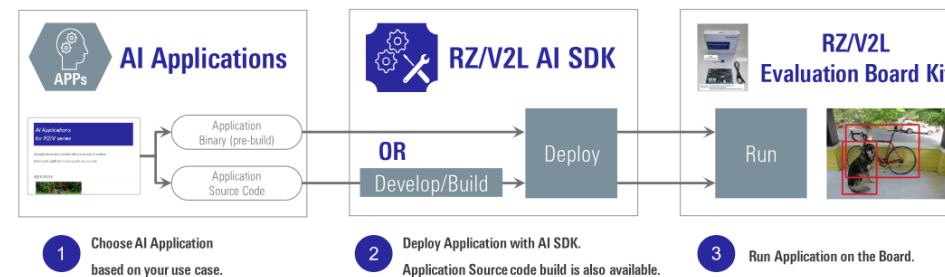 APPs
AI Applications
AI Applications
for RZ/V series
Agriculture
Application
Binary (pre-build)
Application
Source Code
1
Choose AI Application
based on your use case.
RZ/V2L AI SDK
OR
Develop/Build
Deploy
2
Deploy Application with AI SDK.
Application Source code build is also available.
RZ/V2L
Evaluation Board Kit
Run
3
Run Application on the Board.